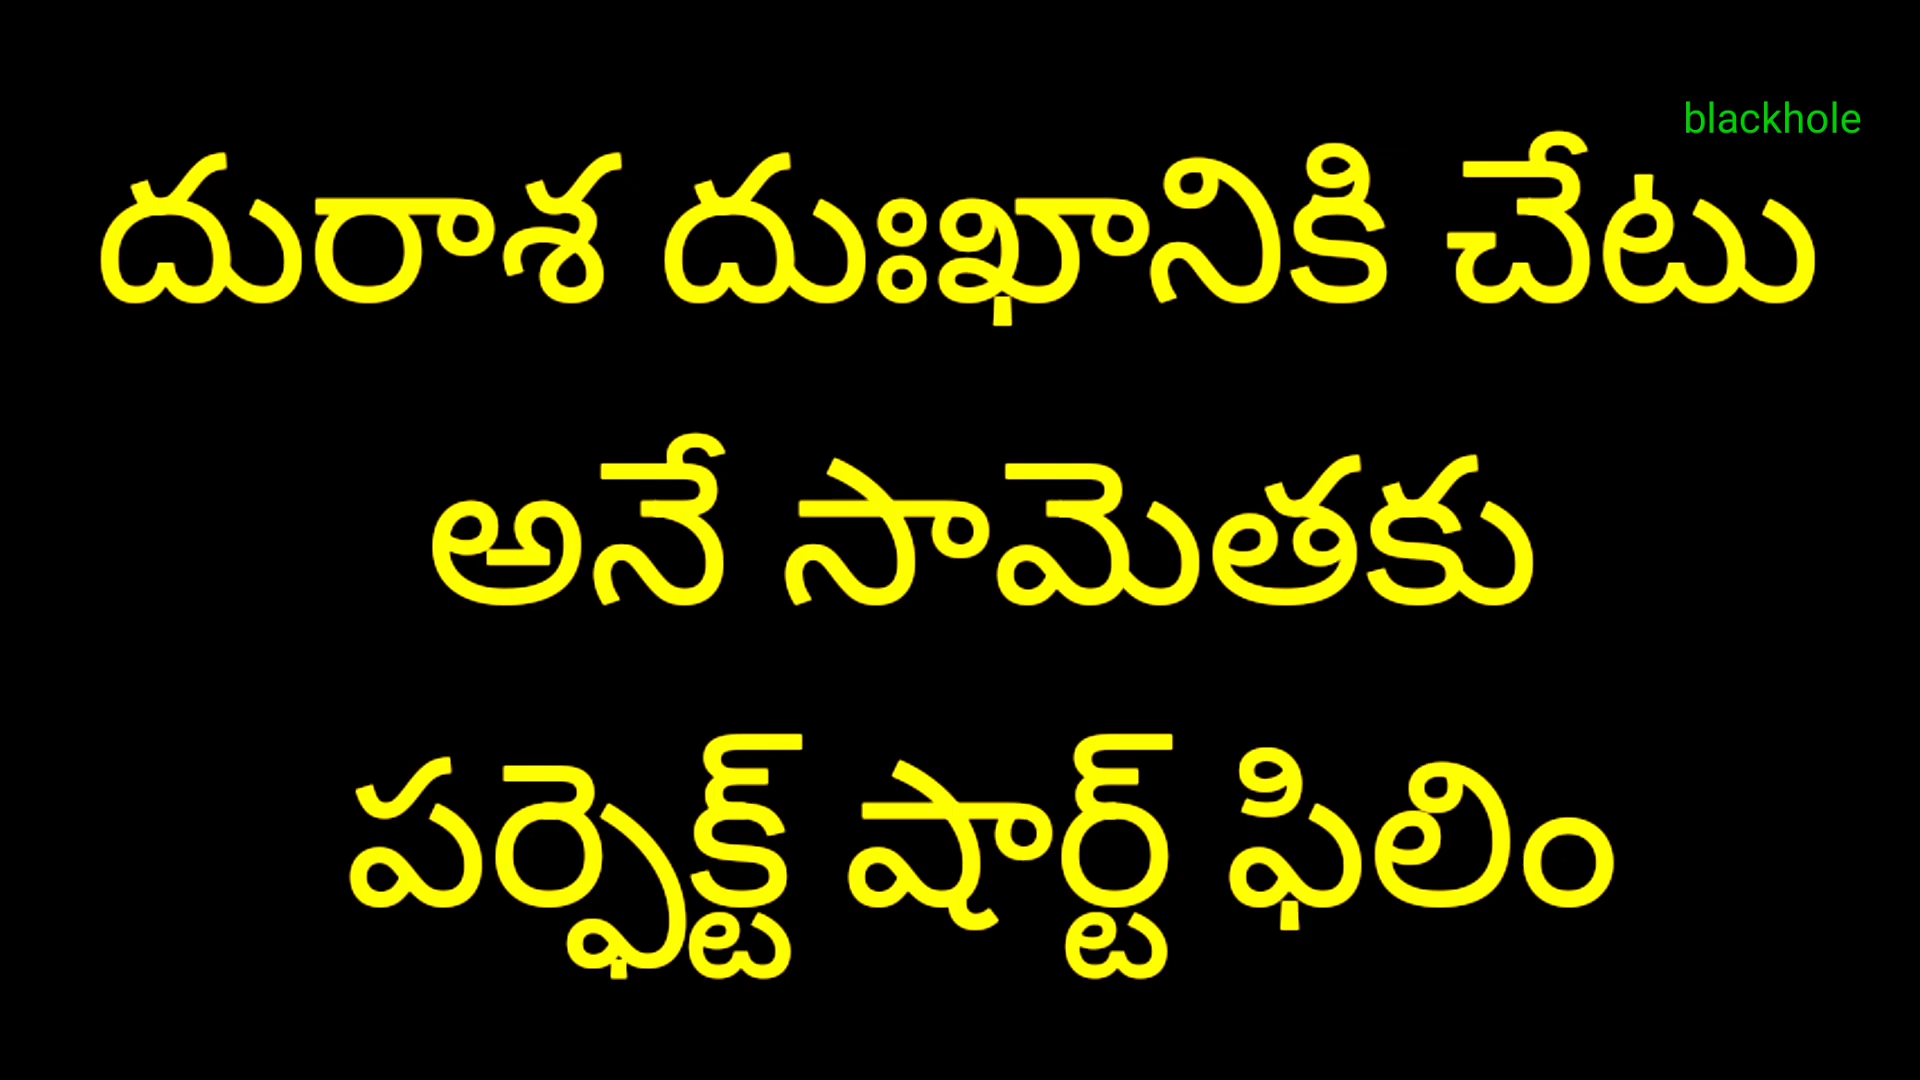 blackhole
దురాశ దుఃఖానికి చేటు
అనే సామెతకు
పర్ఫెక్ట్ షార్ట్ ఫిలిం